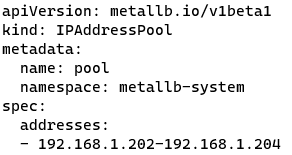 apiVersion: metallb.io/v1beta1
kind: IPAddressPool
metadata:
  name: pool
  namespace: metallb-system
spec:
  addresses:
  - 192.168.1.202-192.168.1.204